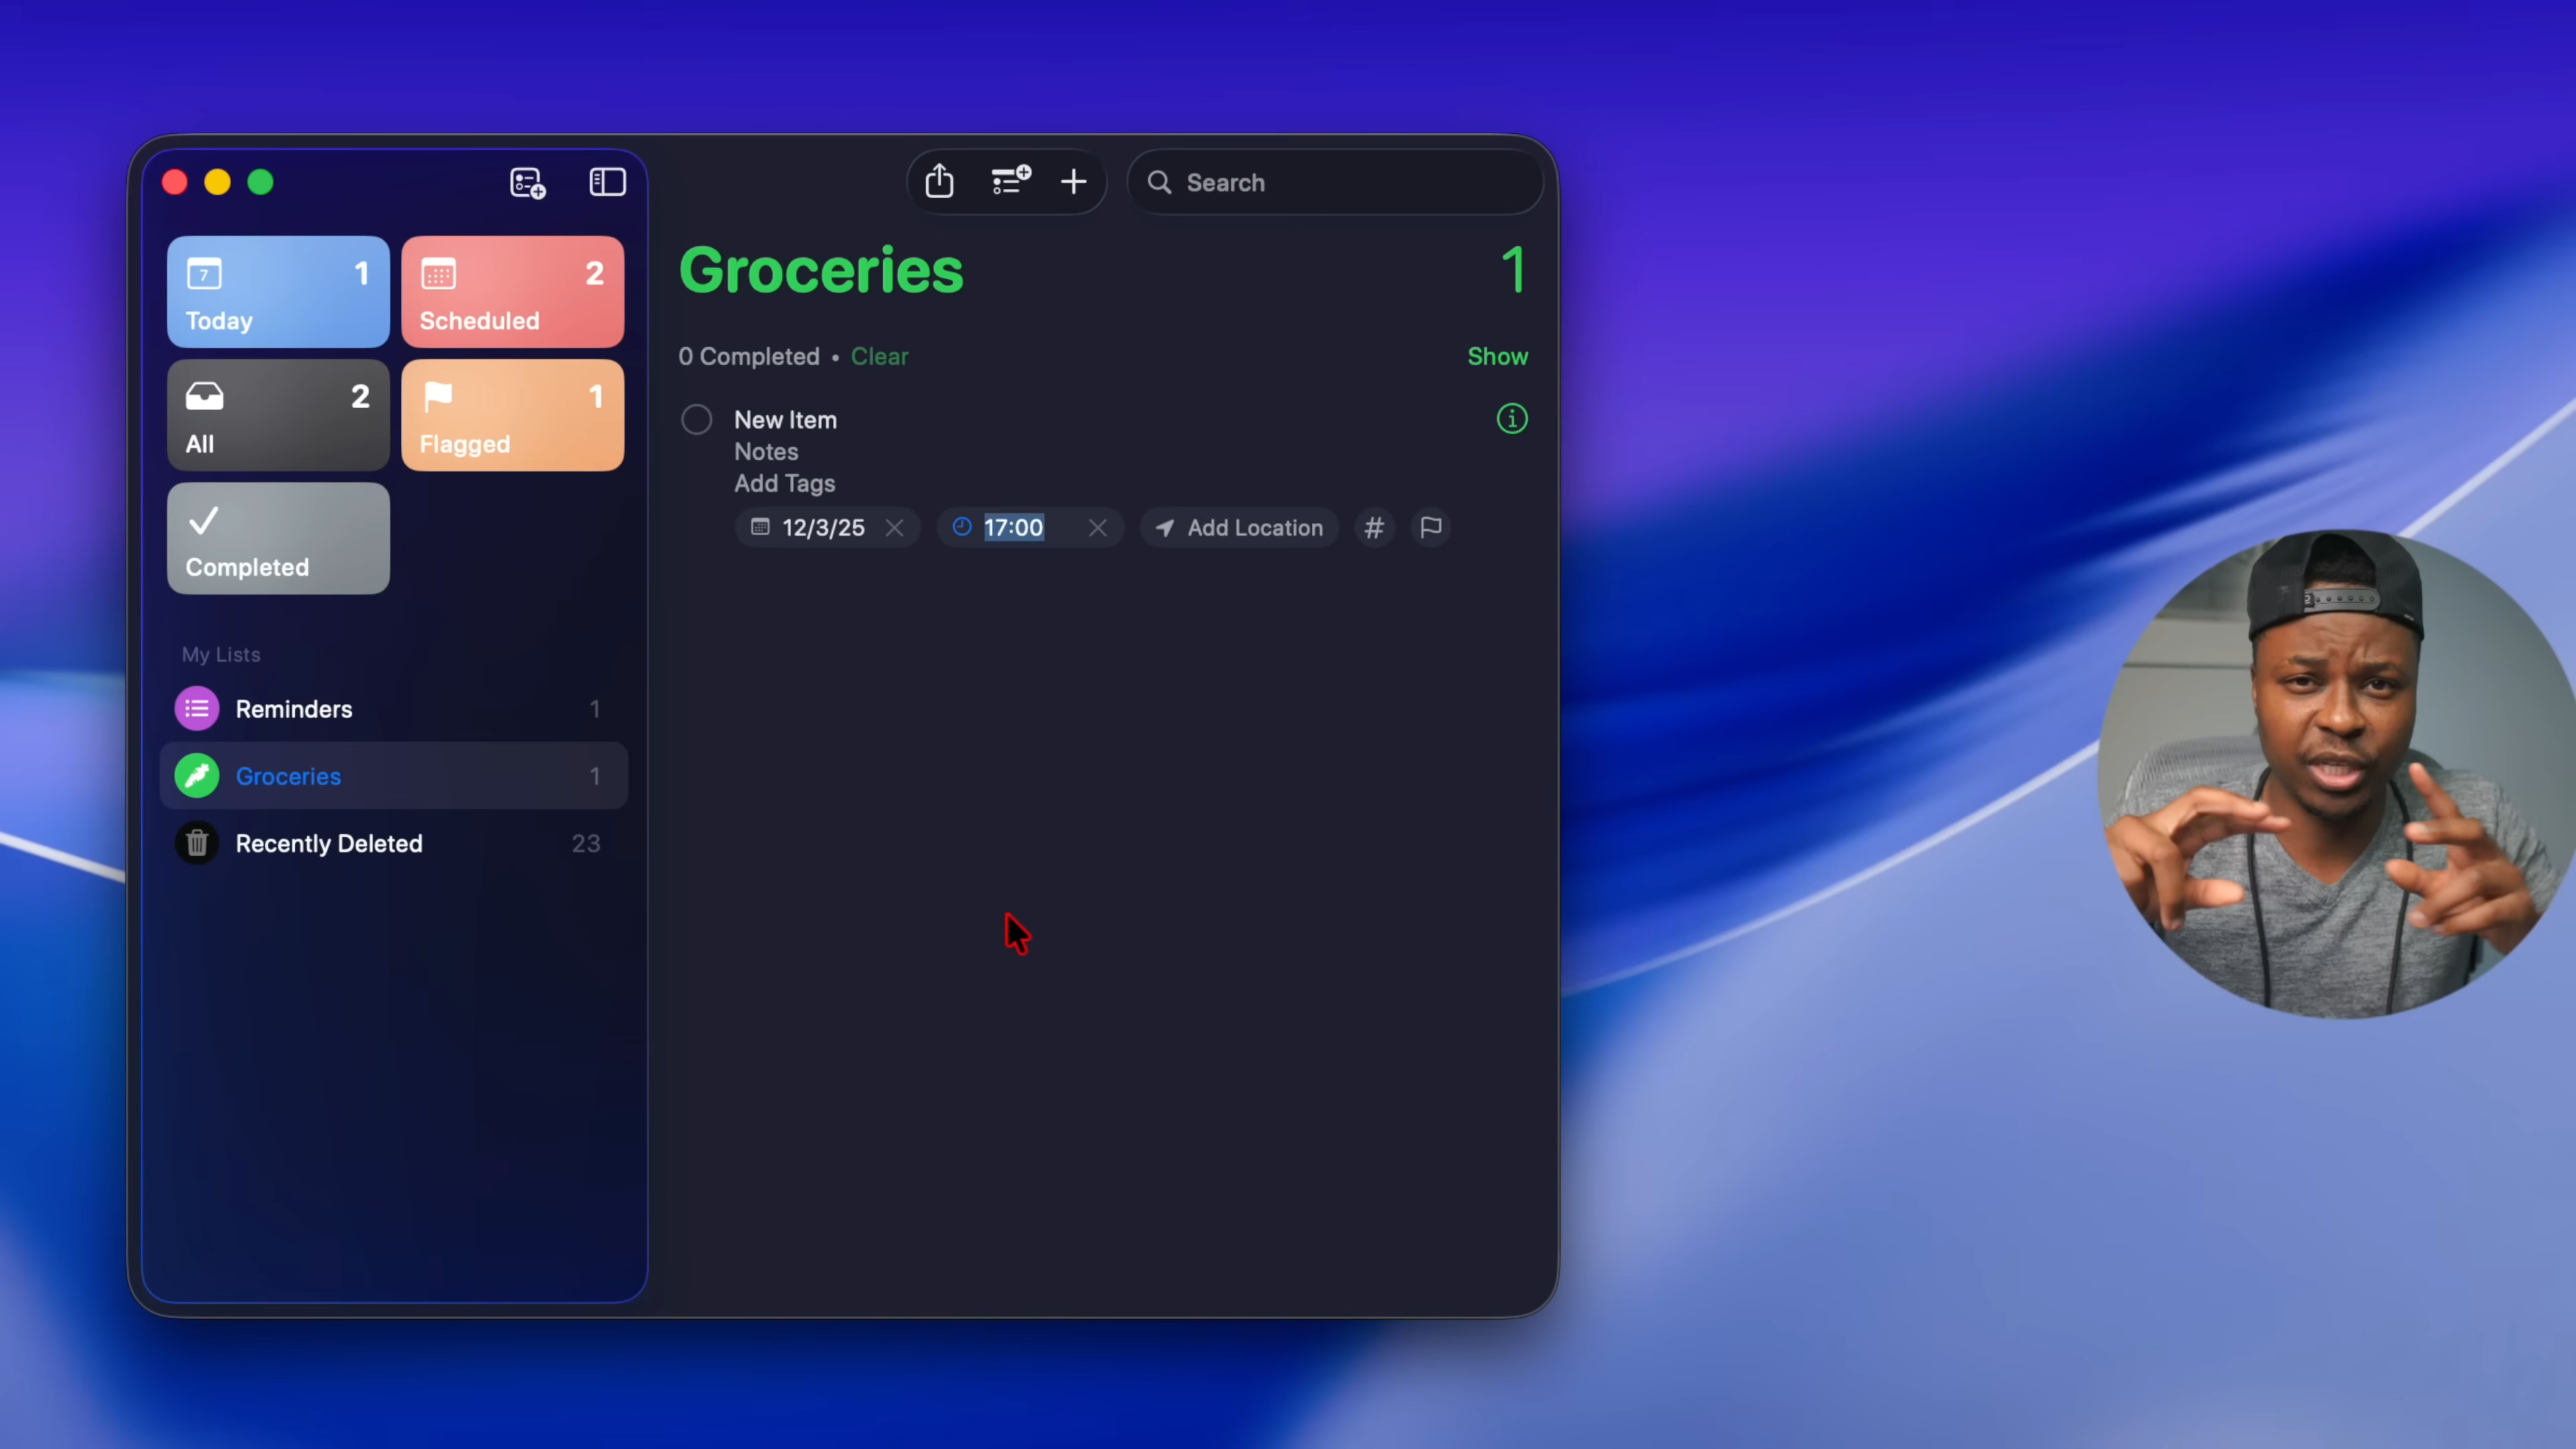 Search
7
1
Today
2
Scheduled
2
All
1
Flagged
Completed
My Lists
Reminders 1
Groceries 1
Recently Deleted 23
Groceries 1
0 Completed • Clear
Show
New Item
Notes
Add Tags
12/3/25
17:00
Add Location
#